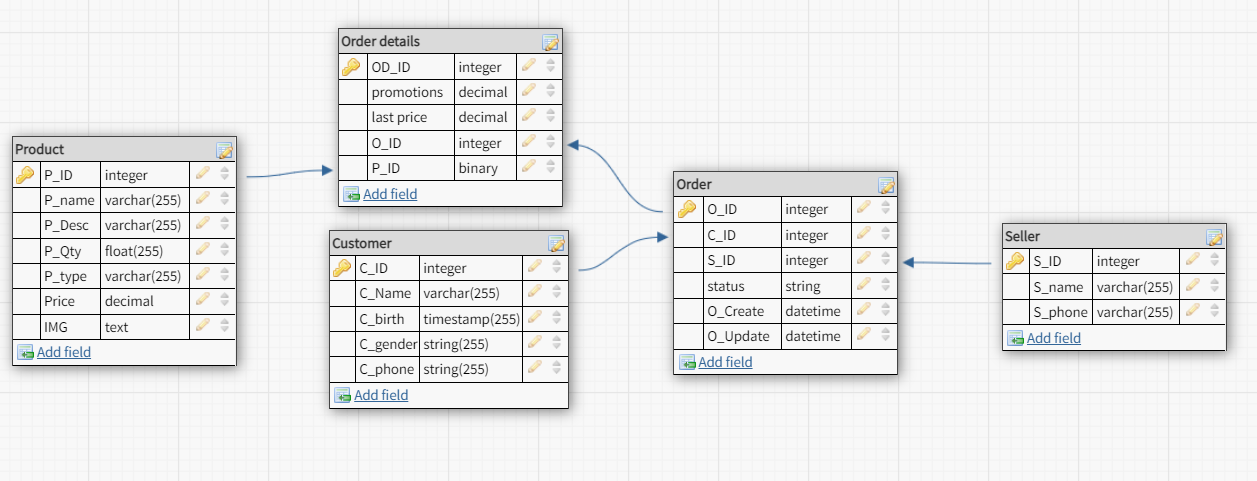 Order details
OD_ID integer
promotions decimal
last price decimal
O_ID integer
P_ID binary
Add field
Product
P_ID integer
P_name varchar(255)
P_Desc varchar(255)
P_Qty float(255)
P_type varchar(255)
Price decimal
IMG text
Add field
Customer
C_ID integer
C_Name varchar(255)
C_birth timestamp(255)
C_gender string(255)
C_phone string(255)
Add field
Order
O_ID integer
C_ID integer
S_ID integer
status string
O_Create datetime
O_Update datetime
Add field
Seller
S_ID integer
S_name varchar(255)
S_phone varchar(255)
Add field